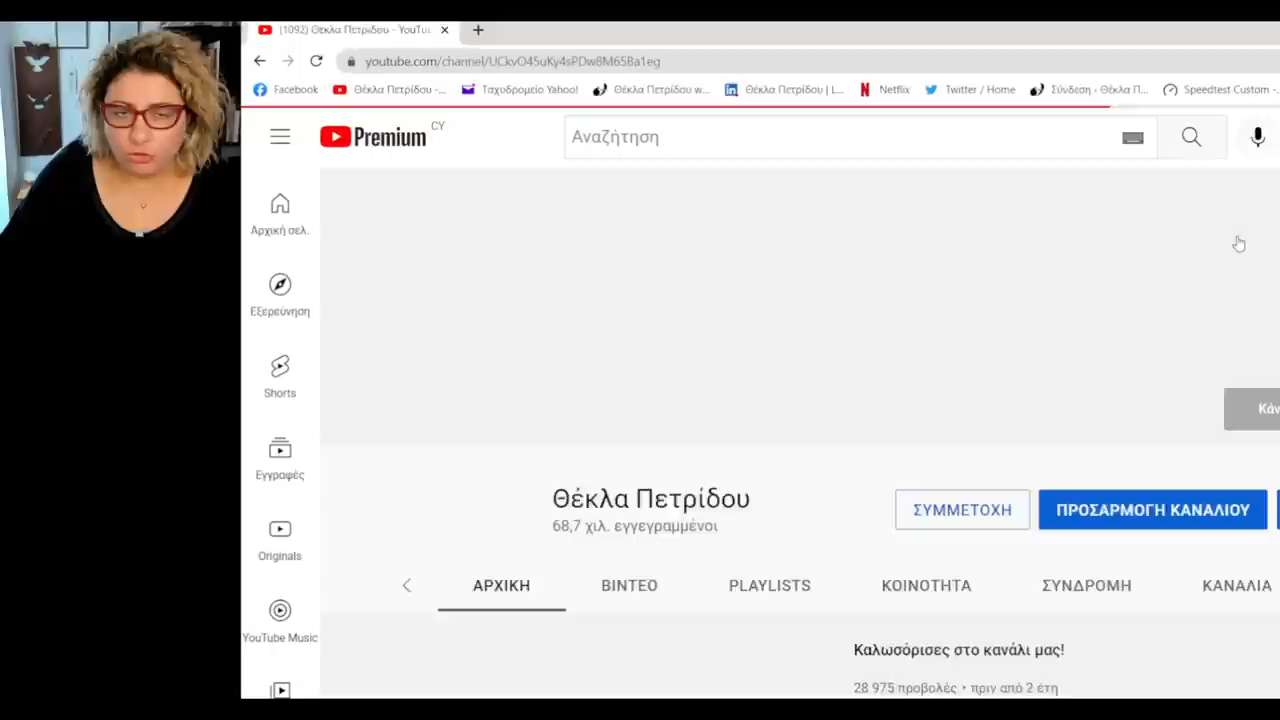 (1092) Θέκλα Πετρίδου - YouTu
youtube.com/channel/UCkvO45uKy4sPDw8M65Ba1eg
Facebook Θέκλα Πετρίδου -... Ταχυδρομείο Yahoo! Θέκλα Πετρίδου w... Θέκλα Πετρίδου | L... Netflix Twitter / Home Σύνδεση ‹ Θέκλα Π... Speedtest Custom -
Premium CY
Αναζήτηση
Αρχική σελ.
Εξερεύνηση
Shorts
Εγγραφές
Originals
YouTube Music
Κάν
Θέκλα Πετρίδου
68,7 χιλ. εγγεγραμμένοι
ΣΥΜΜΕΤΟΧΗ ΠΡΟΣΑΡΜΟΓΗ ΚΑΝΑΛΙΟΥ
ΑΡΧΙΚΗ ΒΙΝΤΕΟ PLAYLISTS ΚΟΙΝΟΤΗΤΑ ΣΥΝΔΡΟΜΗ ΚΑΝΑΛΙΑ
Καλωσόρισες στο κανάλι μας!
28 975 προβολές • πριν από 2 έτη